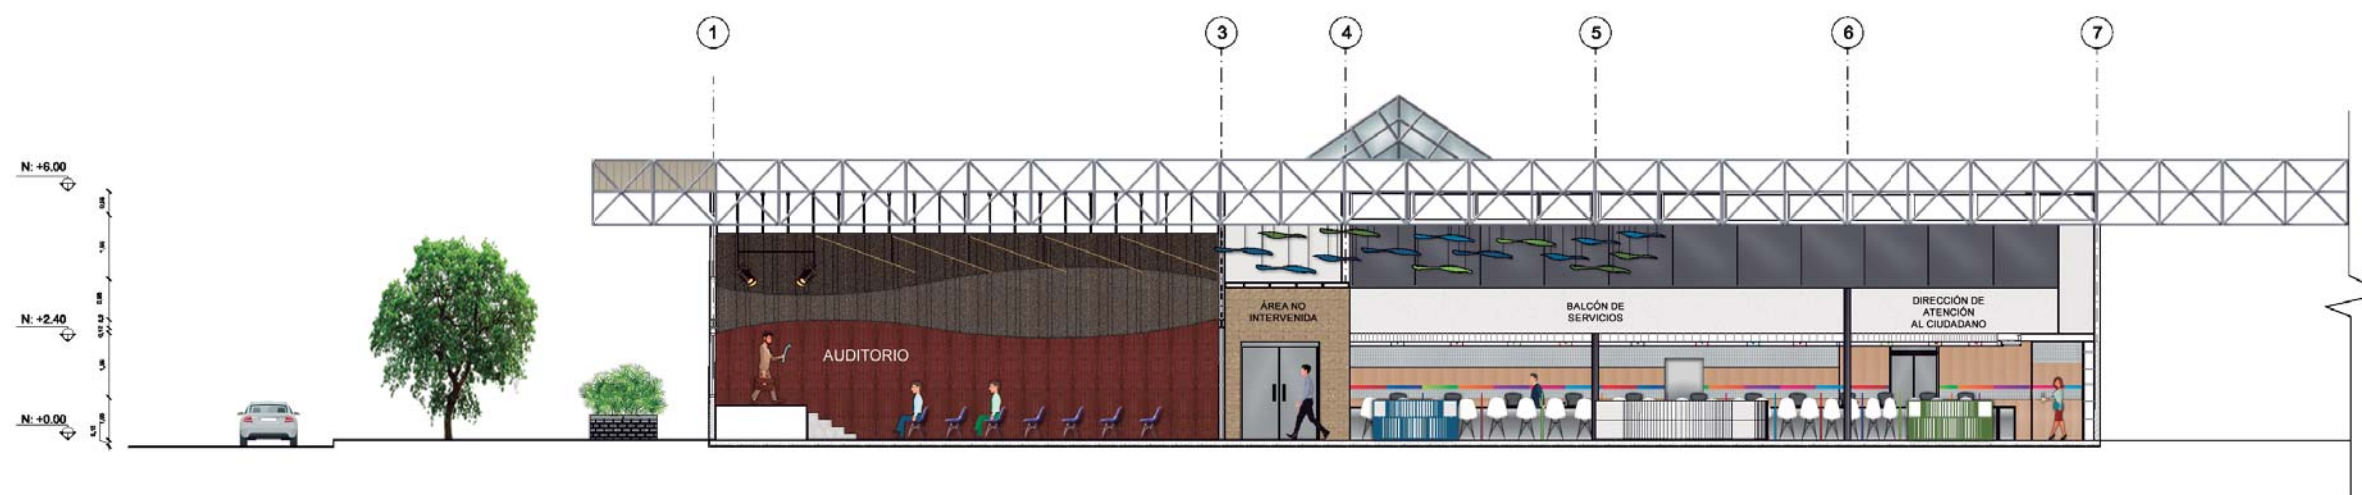 1
3
4
5
6
7
N: +6.00
N: +2.40
N: +0.00
ÁREA NO
INTERVENIDA
BALCÓN DE
SERVICIOS
DIRECCIÓN DE
ATENCIÓN
AL CIUDADANO
AUDITORIO